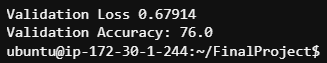 Validation Loss 0.67914
Validation Accuracy: 76.0
ubuntu@ip-172-30-1-244:~/FinalProject$